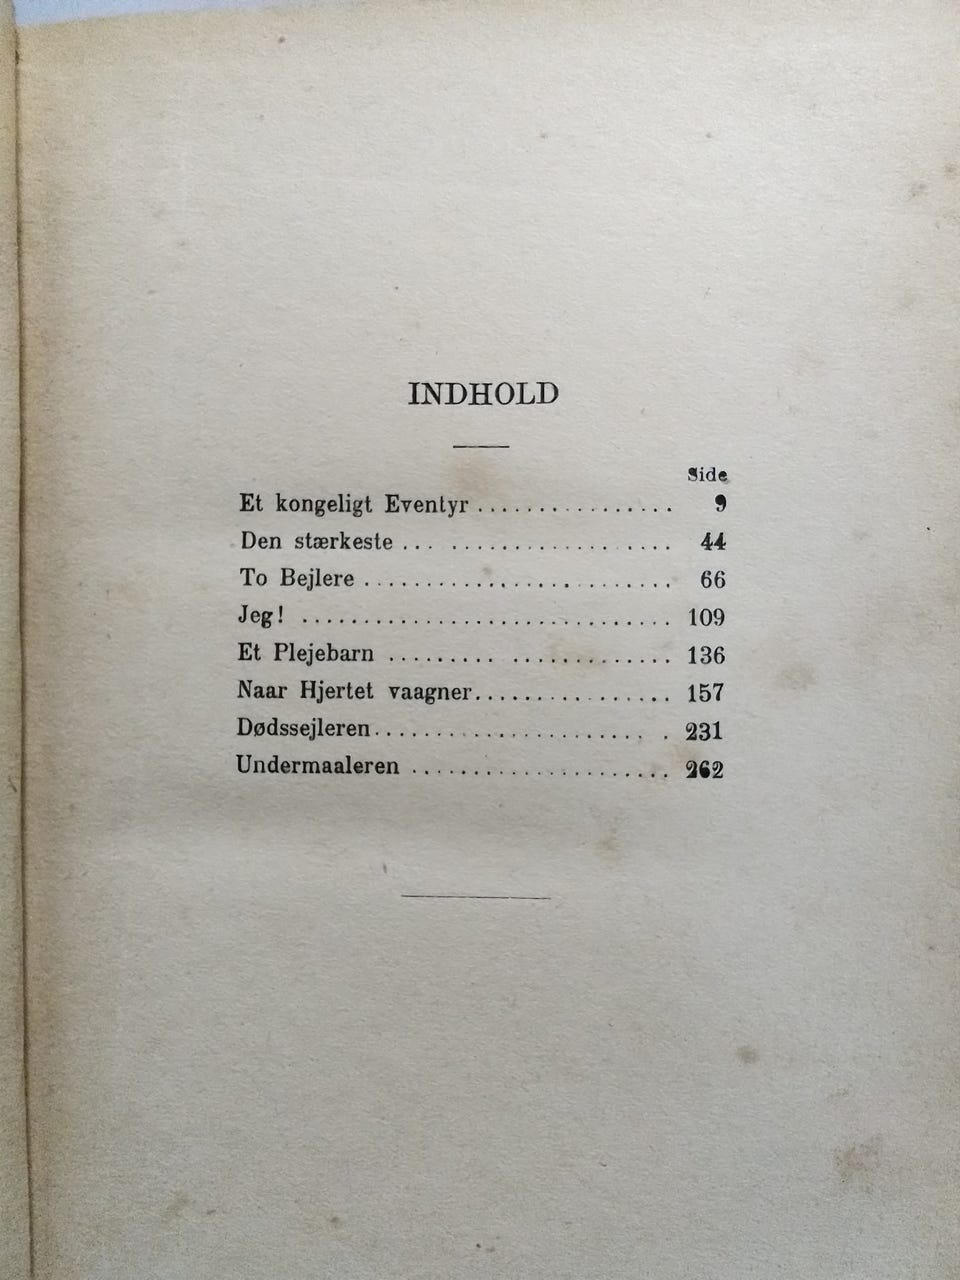 INDHOLD
Side
Et kongeligt Eventyr ................ 9
Den stærkeste ... ................... 44
To Bejlere .......................... 66
Jeg! ............................... 109
Et Plejebarn ......... ............. 136
Naar Hjertet vaagner................ 157
Dødssejleren...................... . . 231
Undermaaleren ...................... 262